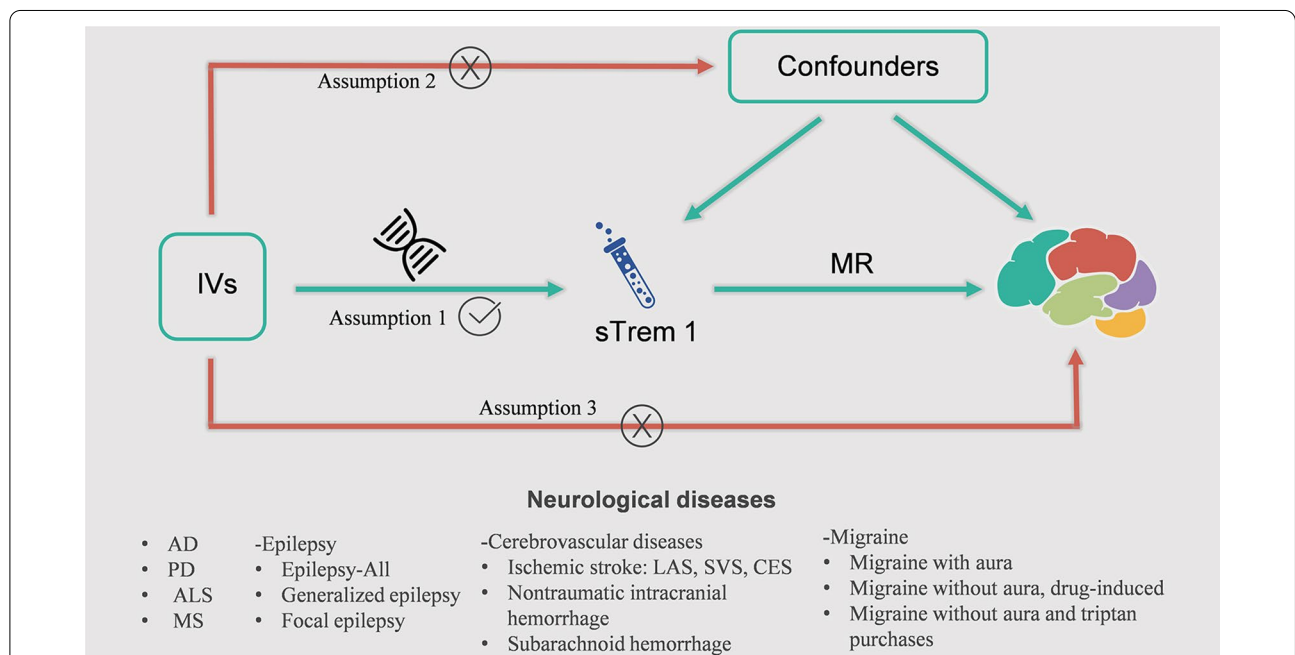 Assumption 2
Confounders
IVs
Assumption 1
sTrem 1
MR
Assumption 3
Neurological diseases
• AD
• PD
• ALS
• MS
-Epilepsy
• Epilepsy-All
• Generalized epilepsy
• Focal epilepsy
-Cerebrovascular diseases
• Ischemic stroke: LAS, SVS, CES
• Nontraumatic intracranial
hemorrhage
• Subarachnoid hemorrhage
-Migraine
• Migraine with aura
• Migraine without aura, drug-induced
• Migraine without aura and triptan
purchases